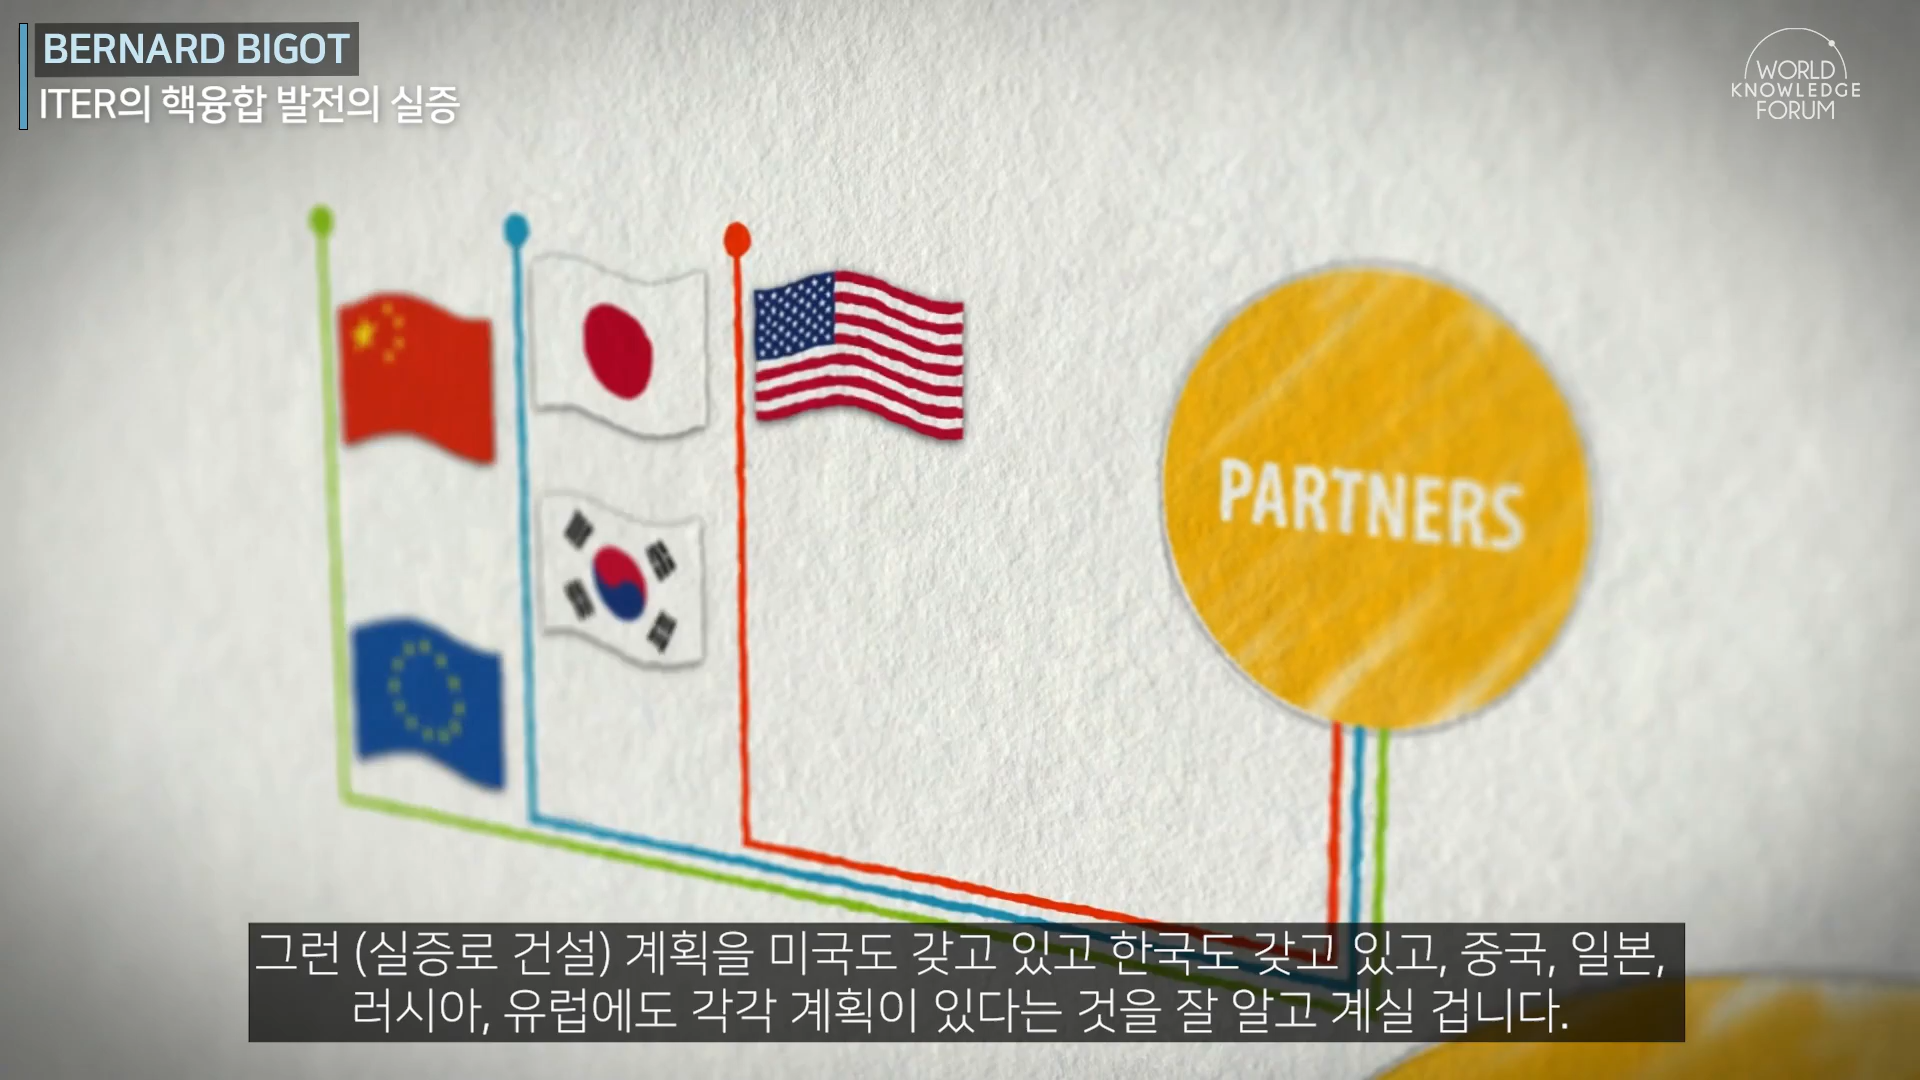 BERNARD BIGOT
ITER의 핵융합 발전의 실증
WORLD
KNOWLEDGE
FORUM
PARTNERS
그런 (실증로 건설) 계획을 미국도 갖고 있고 한국도 갖고 있고, 중국, 일본,
러시아, 유럽에도 각각 계획이 있다는 것을 잘 알고 계실 겁니다.